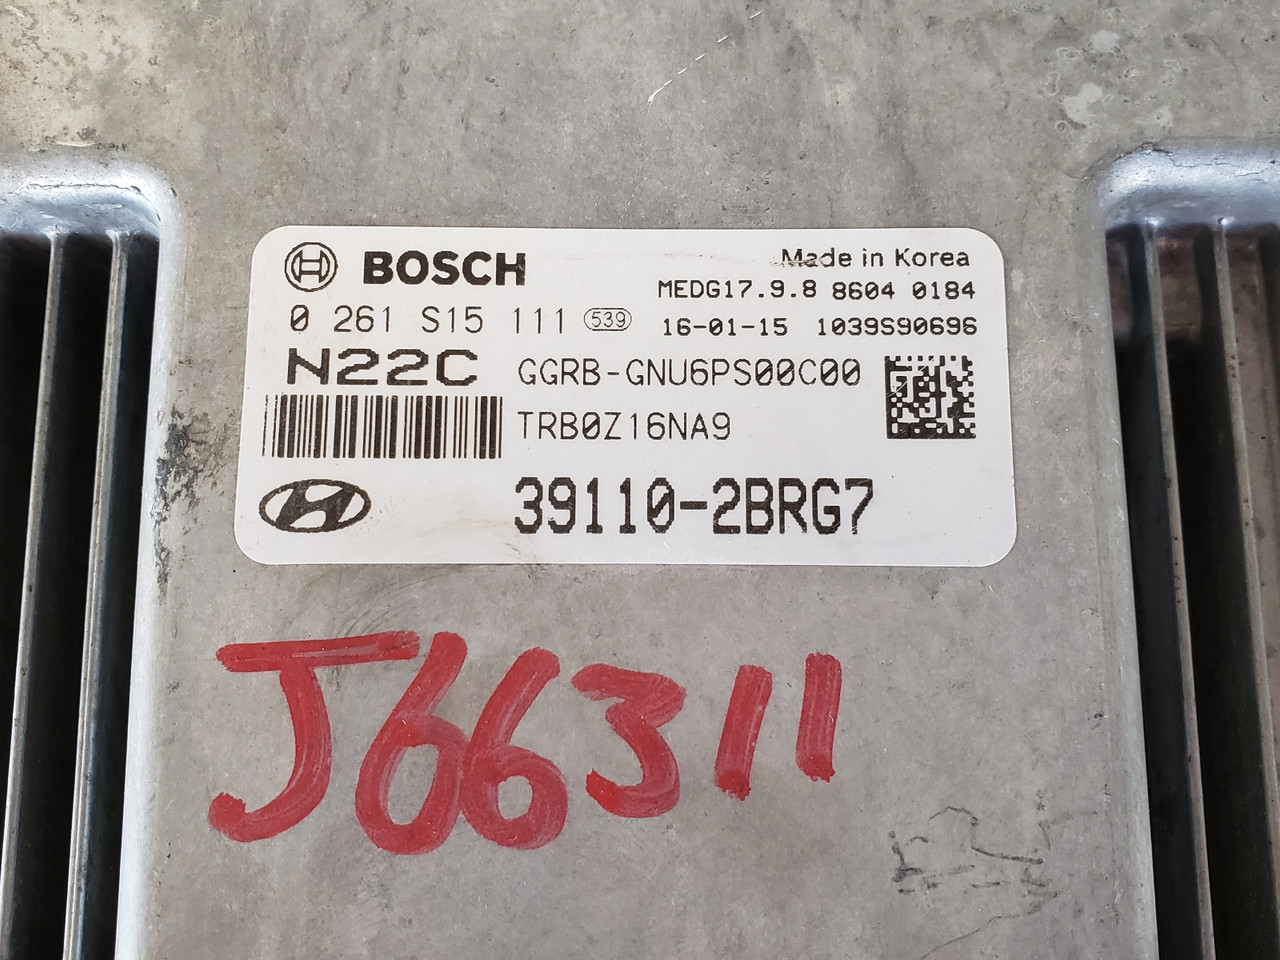 BOSCH
Made in Korea
MEDG17.9.8 8604 0184
0 261 S15 111 539
16-01-15 1039S90696
N22C
GGRB-GNU6PS00C00
TRB0Z16NA9
39110-2BRG7
J66311